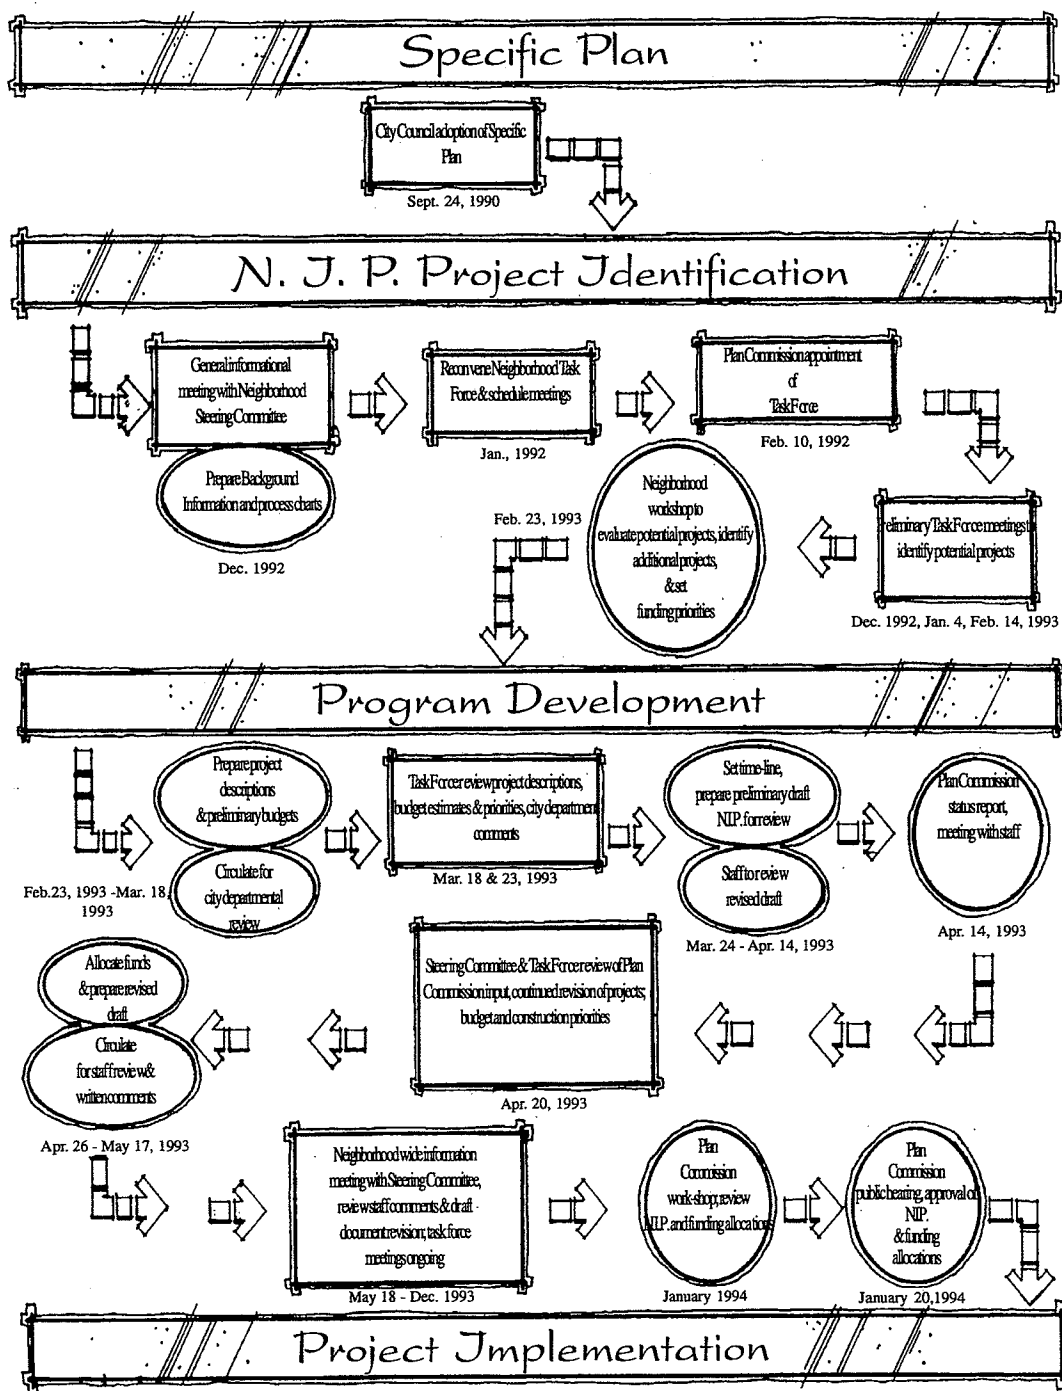 Specific Plan
City Council adoption of Specific
Plan
Sept. 24, 1990
N. I. P. Project Identification
General informational
meeting with Neighborhood
Steering Committee
Prepare Background
Information and process charts
Dec. 1992
Reconvene Neighborhood Task
Force & schedule meetings
Jan., 1992
Plan Commission appointment
of
Task Force
Feb. 10, 1992
reliminary Task Force meetings t
identify potential projects
Dec. 1992, Jan. 4, Feb. 14, 1993
Neighborhood
workshop to
evaluate potential projects, identify
additional projects,
& set
funding priorities
Feb. 23, 1993
Program Development
Prepare project
descriptions
& preliminary budgets
Circulate for
city departmental
review
Feb.23, 1993 -Mar. 18,
1993
Task Force review project descriptions,
budget estimates & priorities, city department
comments
Mar. 18 & 23, 1993
Set time-line,
prepare preliminary draft
N.I.P. for review
Staff to review
revised draft
Mar. 24 - Apr. 14, 1993
Plan Commission
status report,
meeting with staff
Apr. 14, 1993
Steering Committee & Task Force review of Plan
Commission input, continued revision of projects;
budget and construction priorities
Apr. 20, 1993
Allocate funds
& prepare revised
draft
Circulate
for staff review &
written comments
Apr. 26 - May 17, 1993
Neighborhood wide information
meeting with Steering Committee,
review staff comments & draft
document revision; task force
meetings ongoing
May 18 - Dec. 1993
Plan
Commission
work-shop; review
N.I.P. and funding allocations
January 1994
Plan
Commission
public hearing, approval of
NIP.
& funding
allocations
January 20,1994
Project Implementation